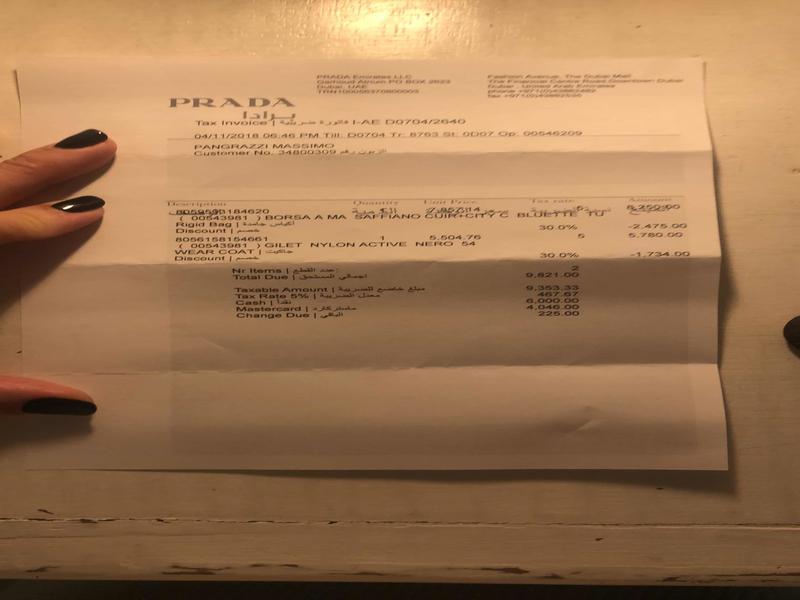 PRADA Emirates LLC
Garhoud Atrium PO BOX 2623
Dubai, UAE
Fashion Avenue, The Dubai Mall
The Financial Centre Road Downtown Dubai
Dubai - United Arab Emirates
PRADA
برادا
Tax Invoice | فاتورة ضريبية I-AE D0704/2640
04/11/2018 06:46 PM Till: D0704 Tr: 8763 St: 0D07 Op: 00546209
PANGRAZZI MASSIMO
Customer No. 34800309 الزبون رقم
Description Quantity Unit Price Tax rate Amount
1 7,857.14 5 8,250.00
( 00543981 ) BORSA A MA SAFFIANO CUIR+CITY C BLUETTE TU
Rigid Bag | أكياس جامدة
Discount | خصم 30.0% -2,475.00
8056158154661 1 5,504.76 5 5,780.00
( 00543981 ) GILET NYLON ACTIVE NERO 54
WEAR COAT | جاكيت
Discount | خصم 30.0% -1,734.00
Nr Items | عدد القطع: 2
Total Due | اجمالي المستحق 9,821.00
Taxable Amount | مبلغ خاضع للضريبة 9,353.33
Tax Rate 5% | معدل الضريبة 467.67
Cash | نقدا 6,000.00
Mastercard | ماستركارد 4,046.00
Change Due | الباقي 225.00